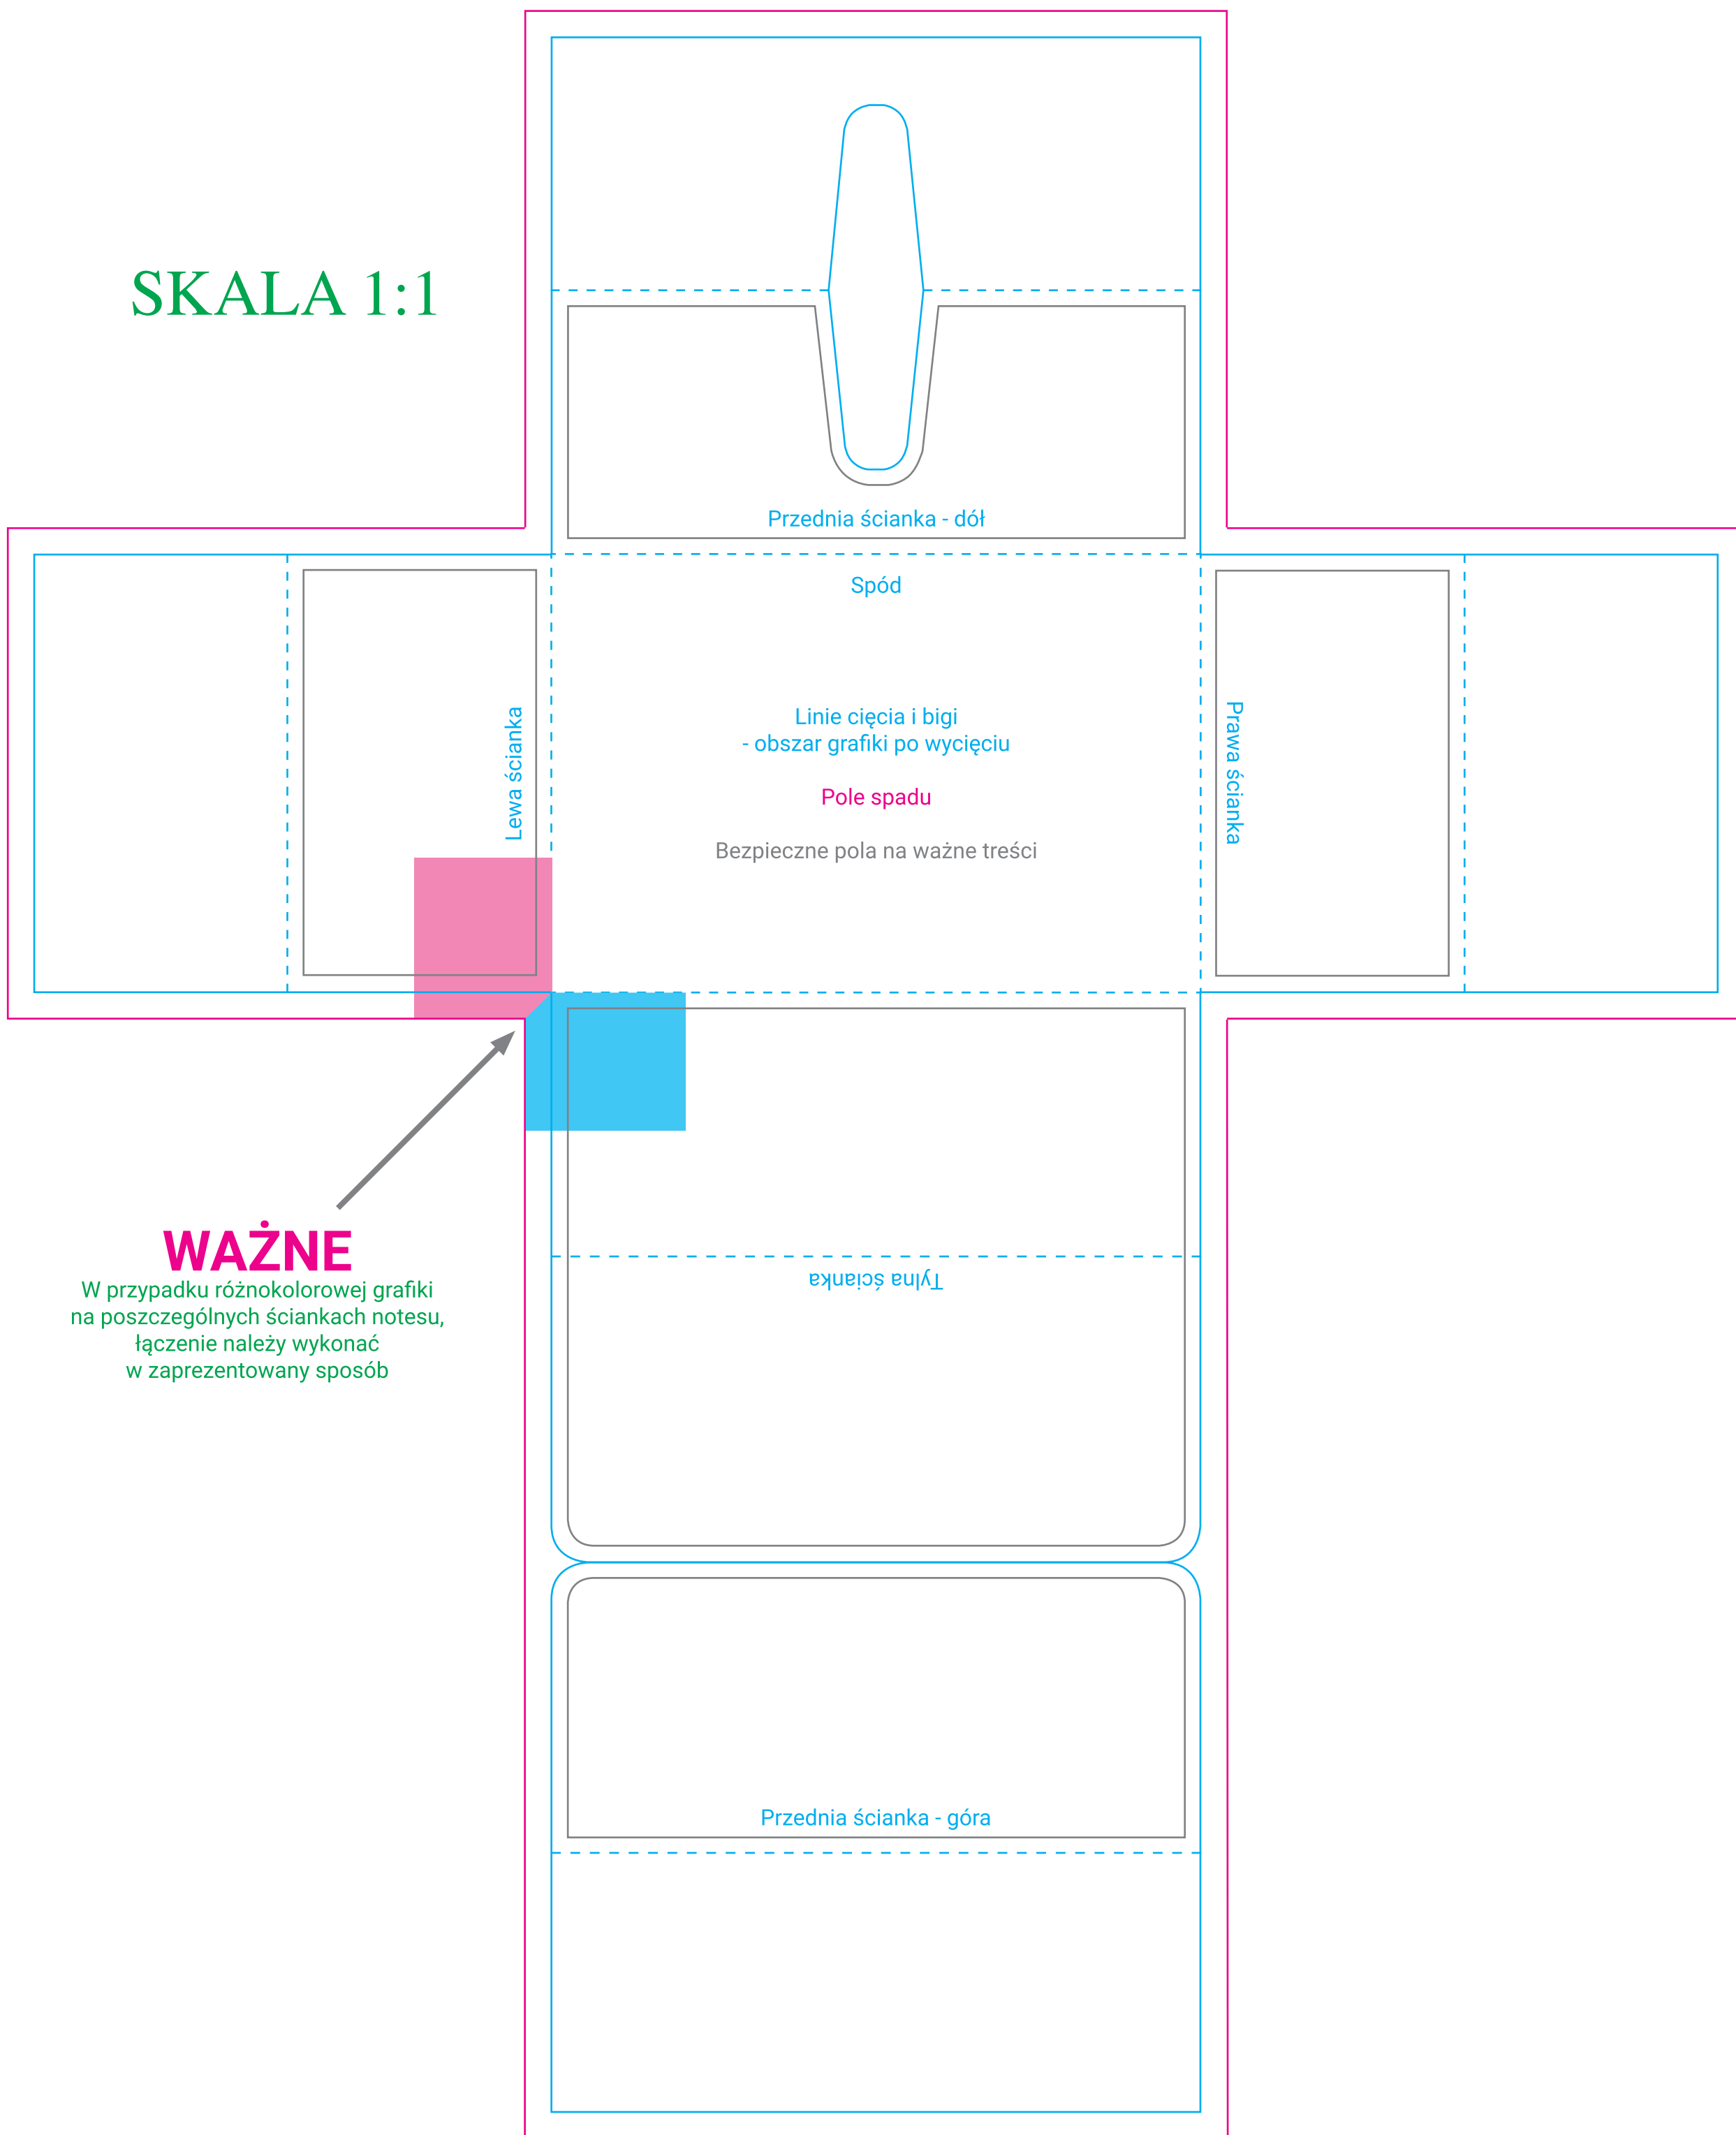 SKALA 1:1
Przednia ścianka - dół
Spód
Lewa ścianka
Prawa ścianka
Linie cięcia i bigi
- obszar grafiki po wycięciu
Pole spadu
Bezpieczne pola na ważne treści
WAŻNE
W przypadku różnokolorowej grafiki
na poszczególnych ściankach notesu,
łączenie należy wykonać
w zaprezentowany sposób
Tylna ścianka
Przednia ścianka - góra